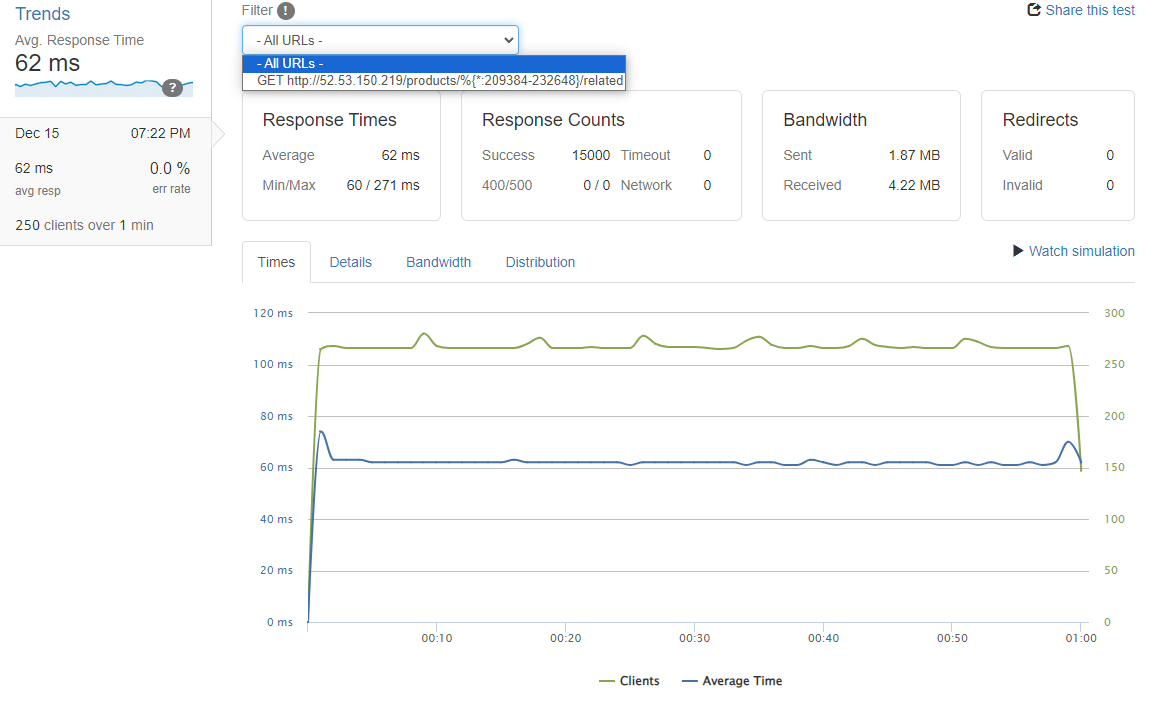 Trends
Avg. Response Time
62 ms
?
Dec 15 07:22 PM
62 ms 0.0 %
avg resp err rate
250 clients over 1 min
Filter !
Share this test
- All URLs -
- All URLs -
GET http://52.53.150.219/products/%{*:209384-232648}/related
Response Times
Average 62 ms
Min/Max 60 / 271 ms
Response Counts
Success 15000 Timeout 0
400/500 0 / 0 Network 0
Bandwidth
Sent 1.87 MB
Received 4.22 MB
Redirects
Valid 0
Invalid 0
Times Details Bandwidth Distribution
Watch simulation
120 ms 300
100 ms 250
80 ms 200
60 ms 150
40 ms 100
20 ms 50
0 ms 0
00:10 00:20 00:30 00:40 00:50 01:00
Clients Average Time